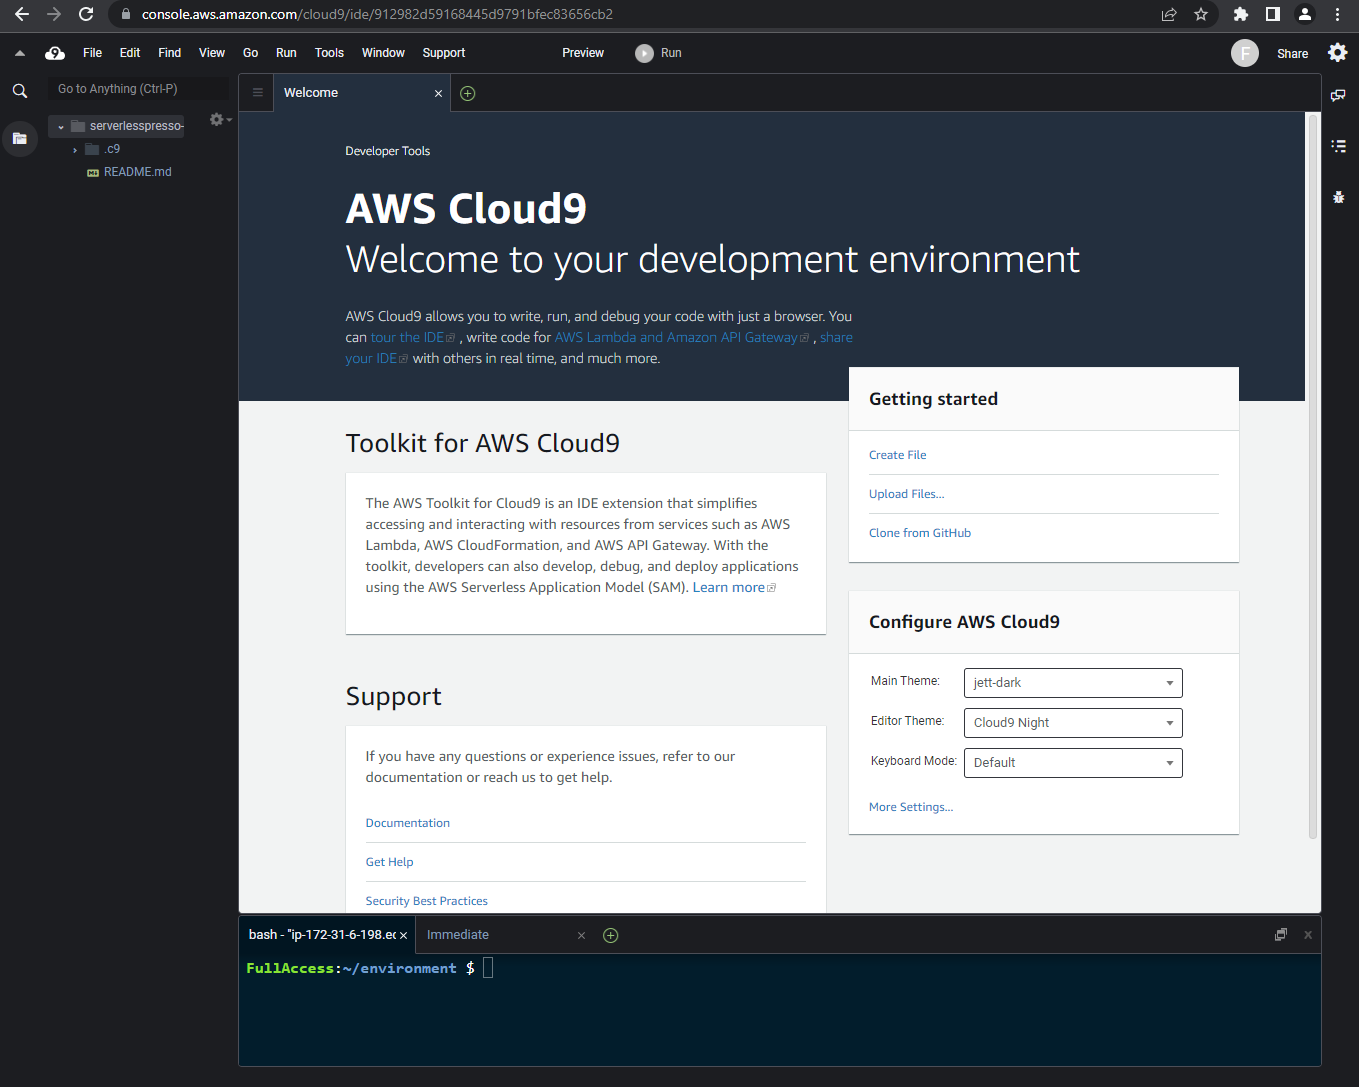 console.aws.amazon.com/cloud9/ide/912982d59168445d9791bfec83656cb2
9 File Edit Find View Go Run Tools Window Support Preview Run F Share
Go to Anything (Ctrl-P)
Welcome
serverlesspresso-
.c9
README.md
Developer Tools
AWS Cloud9
Welcome to your development environment
AWS Cloud9 allows you to write, run, and debug your code with just a browser. You
can tour the IDE , write code for AWS Lambda and Amazon API Gateway , share
your IDE with others in real time, and much more.
Toolkit for AWS Cloud9
The AWS Toolkit for Cloud9 is an IDE extension that simplifies
accessing and interacting with resources from services such as AWS
Lambda, AWS CloudFormation, and AWS API Gateway. With the
toolkit, developers can also develop, debug, and deploy applications
using the AWS Serverless Application Model (SAM). Learn more
Support
If you have any questions or experience issues, refer to our
documentation or reach us to get help.
Documentation
Get Help
Security Best Practices
Getting started
Create File
Upload Files...
Clone from GitHub
Configure AWS Cloud9
Main Theme: jett-dark
Editor Theme: Cloud9 Night
Keyboard Mode: Default
More Settings...
bash - "ip-172-31-6-198.ec Immediate
FullAccess:~/environment $